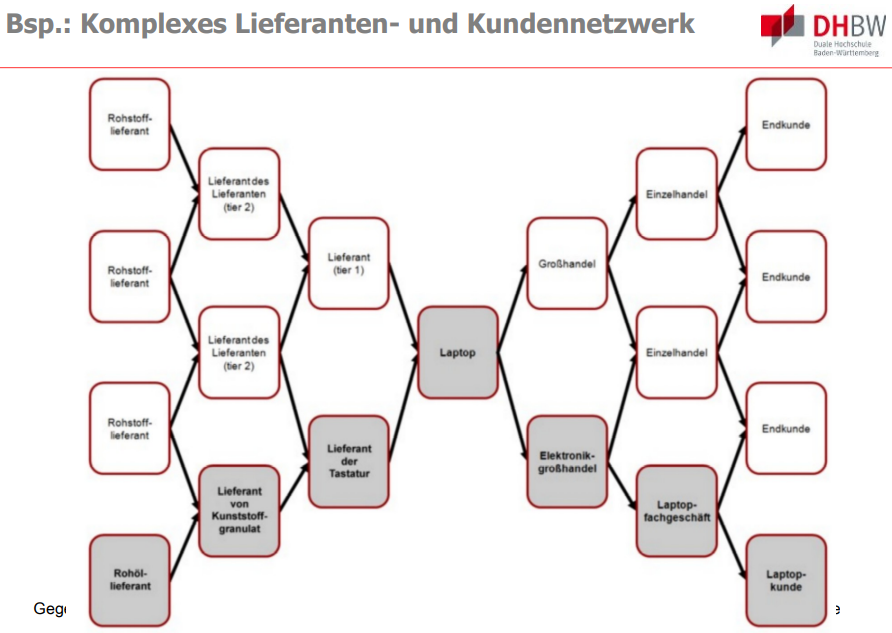 Bsp.: Komplexes Lieferanten- und Kundennetzwerk
DHBW
Duale Hochschule
Baden-Württemberg
Rohstoff-
lieferant
Rohstoff-
lieferant
Rohstoff-
lieferant
Rohöl-
lieferant
Lieferant des
Lieferanten
(tier 2)
Lieferant des
Lieferanten
(tier 2)
Lieferant
von
Kunststoff-
granulat
Lieferant
(tier 1)
Lieferant
der
Tastatur
Laptop
Großhandel
Elektronik-
großhandel
Einzelhandel
Einzelhandel
Laptop-
fachgeschäft
Endkunde
Endkunde
Endkunde
Laptop-
kunde